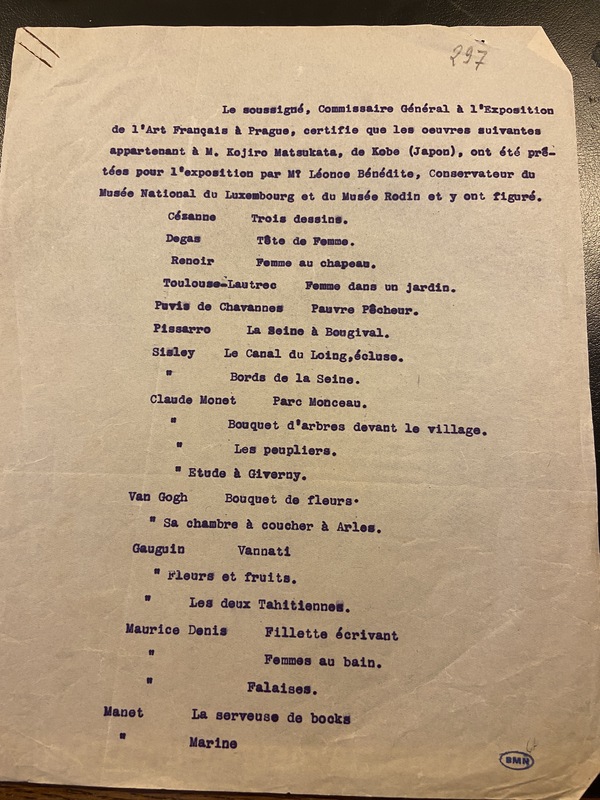 297
Le soussigné, Commissaire Général à l'Exposition
de l'Art Français à Prague, certifie que les oeuvres suivantes
appartenant à M. Kojiro Matsukata, de Kobe (Japon), ont été prê-
tées pour l'exposition par Mr Léonce Bénédite, Conservateur du
Musée National du Luxembourg et du Musée Rodin et y ont figuré.
Cézanne Trois dessins.
Degas Tête de Femme.
Renoir Femme au chapeau.
Toulouse-Lautrec Femme dans un jardin.
Puvis de Chavannes Pauvre Pêcheur.
Pissarro La Seine à Bougival.
Sisley Le Canal du Loing,écluse.
" Bords de la Seine.
Claude Monet Parc Monceau.
" Bouquet d'arbres devant le village.
" Les peupliers.
" Etude à Giverny.
Van Gogh Bouquet de fleurs.
" Sa chambre à coucher à Arles.
Gauguin Vannati
" Fleurs et fruits.
" Les deux Tahitiennes.
Maurice Denis Fillette écrivant
" Femmes au bain.
" Falaises.
Manet La serveuse de bocks
" Marine
BMN